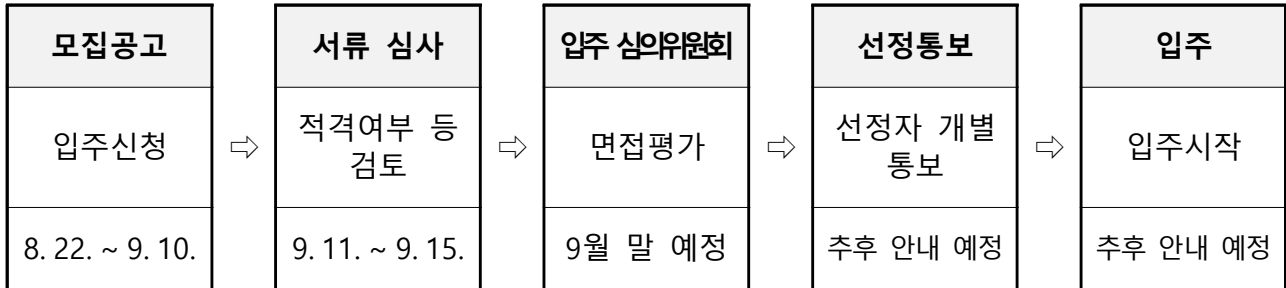 모집공고
서류 심사
입주 심의위원회
선정통보
입주
입주신청
⇨
적격여부 등
검토
⇨
면접평가
⇨
선정자 개별
통보
⇨
입주시작
8. 22. ~ 9. 10.
9. 11. ~ 9. 15.
9월 말 예정
추후 안내 예정
추후 안내 예정